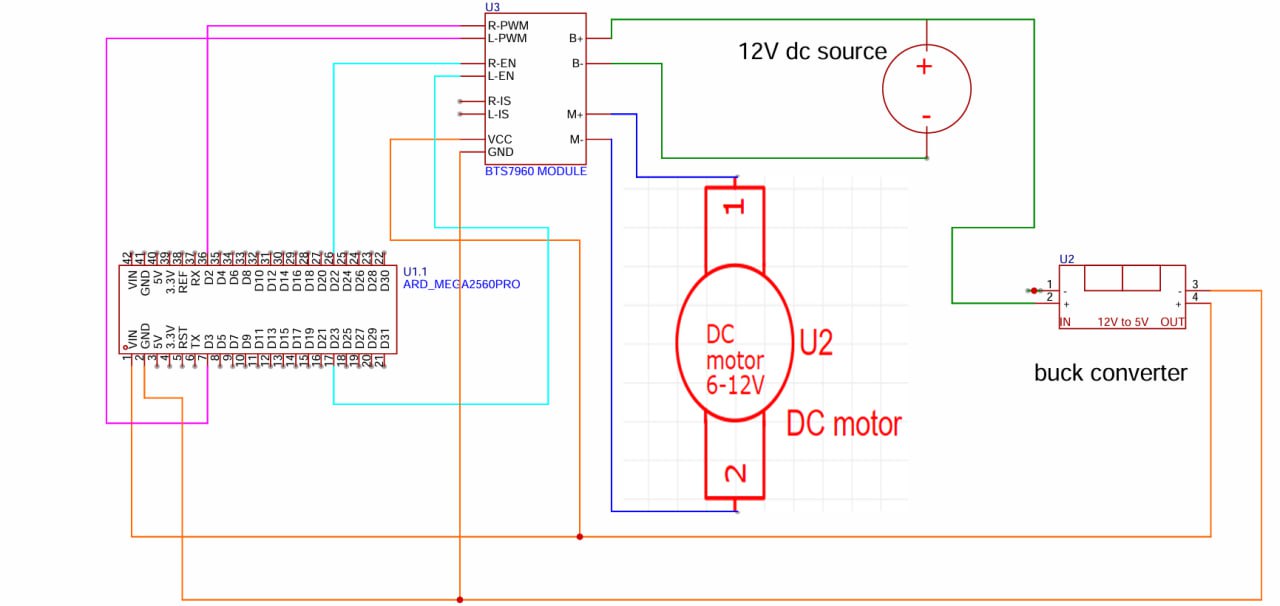 U3
R-PWM
L-PWM
R-EN
L-EN
R-IS
L-IS
VCC
GND
B+
B-
M+
M-
BTS7960 MODULE
12V dc source
+
-
42 41 40 39 38 37 36 35 34 33 32 31 30 29 28 27 26 25 24 23 22
VIN GND 5V 3.3V REF RX D2 D4 D6 D8 D10 D12 D14 D16 D18 D20 D22 D24 D26 D28 D30
U1.1
ARD_MEGA2560PRO
VIN GND 5V 3.3V RST TX D3 D5 D7 D9 D11 D13 D15 D17 D19 D21 D23 D25 D27 D29 D31
1 2 3 4 5 6 7 8 9 10 11 12 13 14 15 16 17 18 19 20 21
1
DC
motor
6-12V
U2
DC motor
2
U2
1 - - 3
2 + + 4
IN 12V to 5V OUT
buck converter